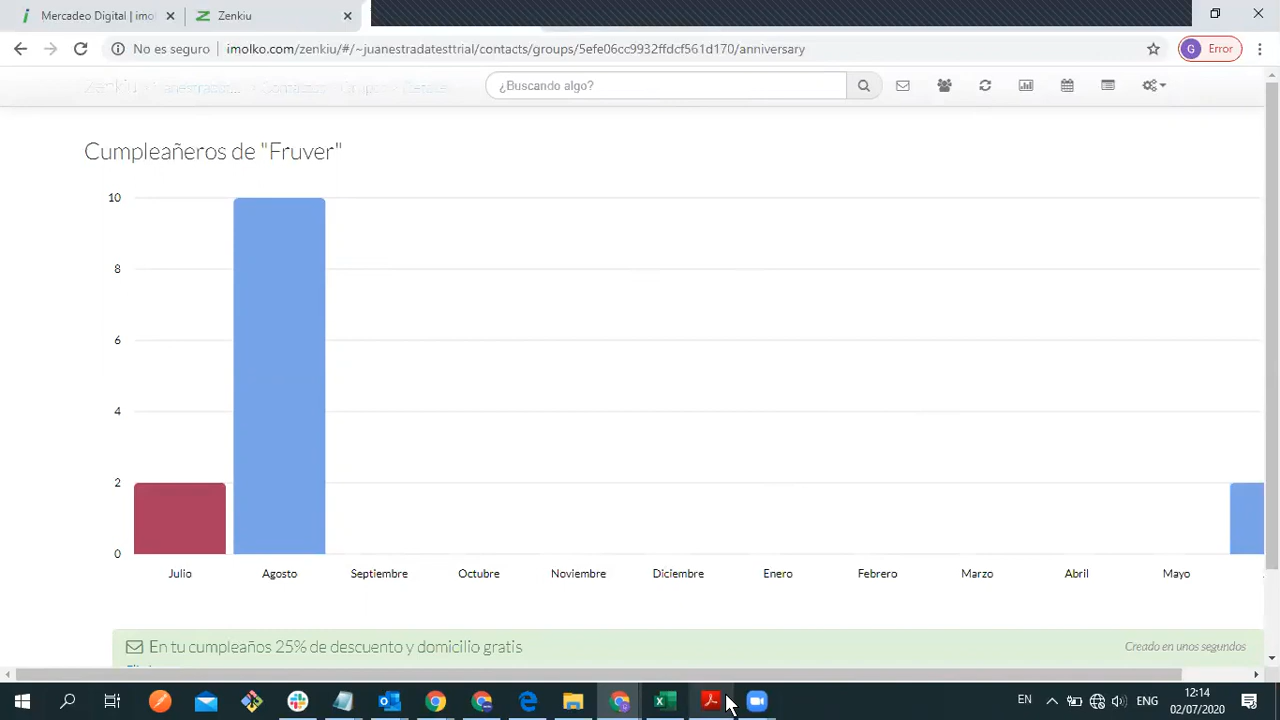 Mercadeo Digital | imol
Zenkiu
No es seguro
imolko.com/zenkiu/#/~juanestradatesttrial/contacts/groups/5efe06cc9932ffdcf561d170/anniversary
G Error
¿Buscando algo?
Cumpleañeros de "Fruver"
10
8
6
4
2
0
Julio Agosto Septiembre Octubre Noviembre Diciembre Enero Febrero Marzo Abril Mayo
En tu cumpleaños 25% de descuento y domicilio gratis
Creado en unos segundos
EN
ENG
12:14
02/07/2020